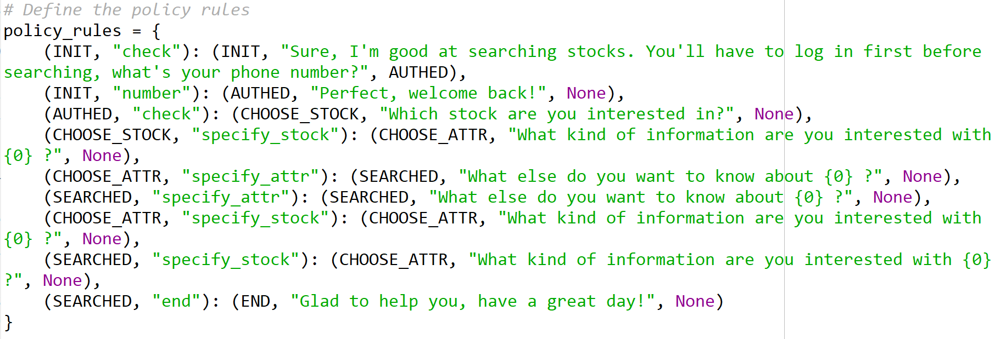 # Define the policy rules
policy_rules = {
    (INIT, "check"): (INIT, "Sure, I'm good at searching stocks. You'll have to log in first before
searching, what's your phone number?", AUTHED),
    (INIT, "number"): (AUTHED, "Perfect, welcome back!", None),
    (AUTHED, "check"): (CHOOSE_STOCK, "Which stock are you interested in?", None),
    (CHOOSE_STOCK, "specify_stock"): (CHOOSE_ATTR, "What kind of information are you interested with
{0} ?", None),
    (CHOOSE_ATTR, "specify_attr"): (SEARCHED, "What else do you want to know about {0} ?", None),
    (SEARCHED, "specify_attr"): (SEARCHED, "What else do you want to know about {0} ?", None),
    (CHOOSE_ATTR, "specify_stock"): (CHOOSE_ATTR, "What kind of information are you interested with
{0} ?", None),
    (SEARCHED, "specify_stock"): (CHOOSE_ATTR, "What kind of information are you interested with {0}
?", None),
    (SEARCHED, "end"): (END, "Glad to help you, have a great day!", None)
}